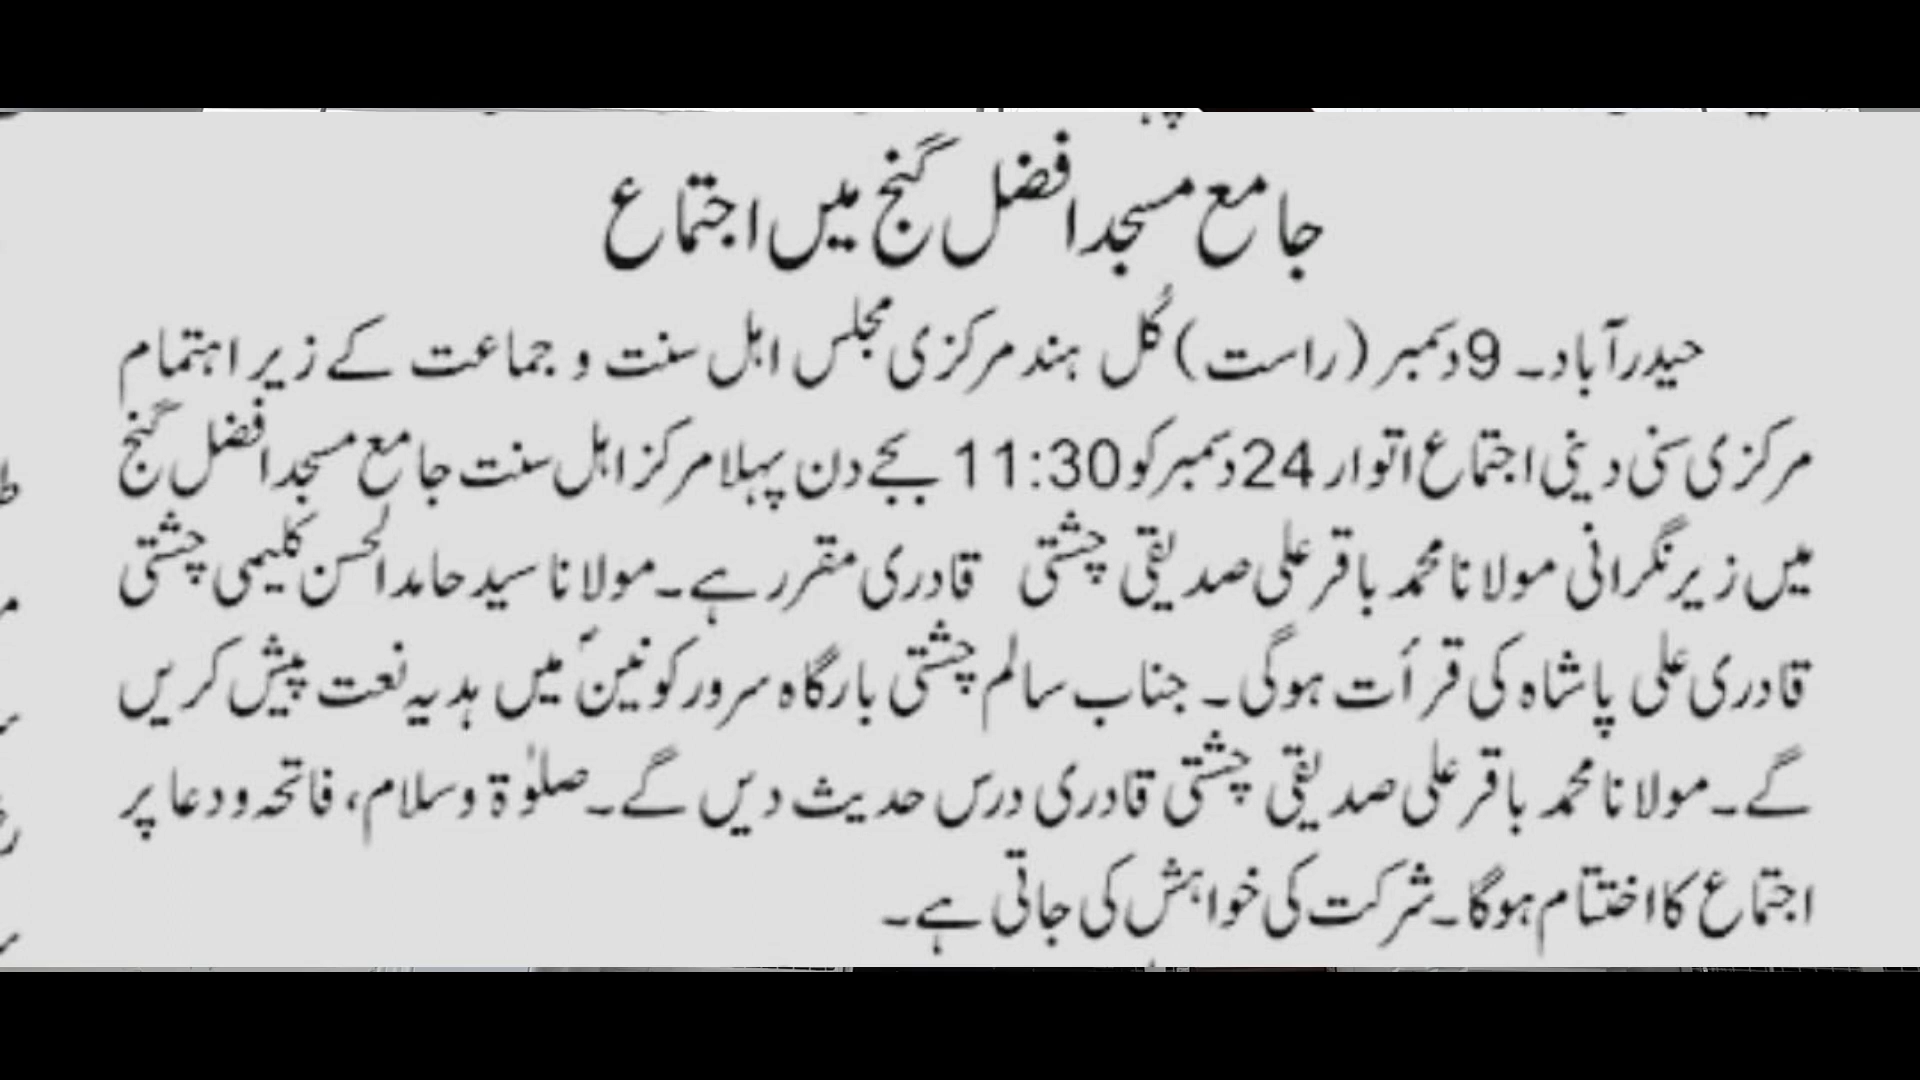 جامع مسجد افضل گنج میں اجتماع
حیدرآباد۔ 9 دسمبر (راست) کُل ہند مرکزی مجلس اہل سنت و جماعت کے زیر اہتمام
مرکزی سنی دینی اجتماع اتوار 24 دسمبر کو 11:30 بجے دن پہلا مرکز اہل سنت جامع مسجد افضل گنج
میں زیر نگرانی مولانا محمد باقر علی صدیقی چشتی قادری مقرر ہے۔ مولانا سید حامد الحسن کلیمی چشتی
قادری علی پاشاہ کی قرأت ہوگی۔ جناب سالم چشتی بارگاہ سرور کونینؐ میں ہدیہ نعت پیش کریں
گے۔ مولانا محمد باقر علی صدیقی چشتی قادری درس حدیث دیں گے۔ صلوٰۃ وسلام، فاتحہ ودعا پر
اجتماع کا اختتام ہوگا۔ شرکت کی خواہش کی جاتی ہے۔